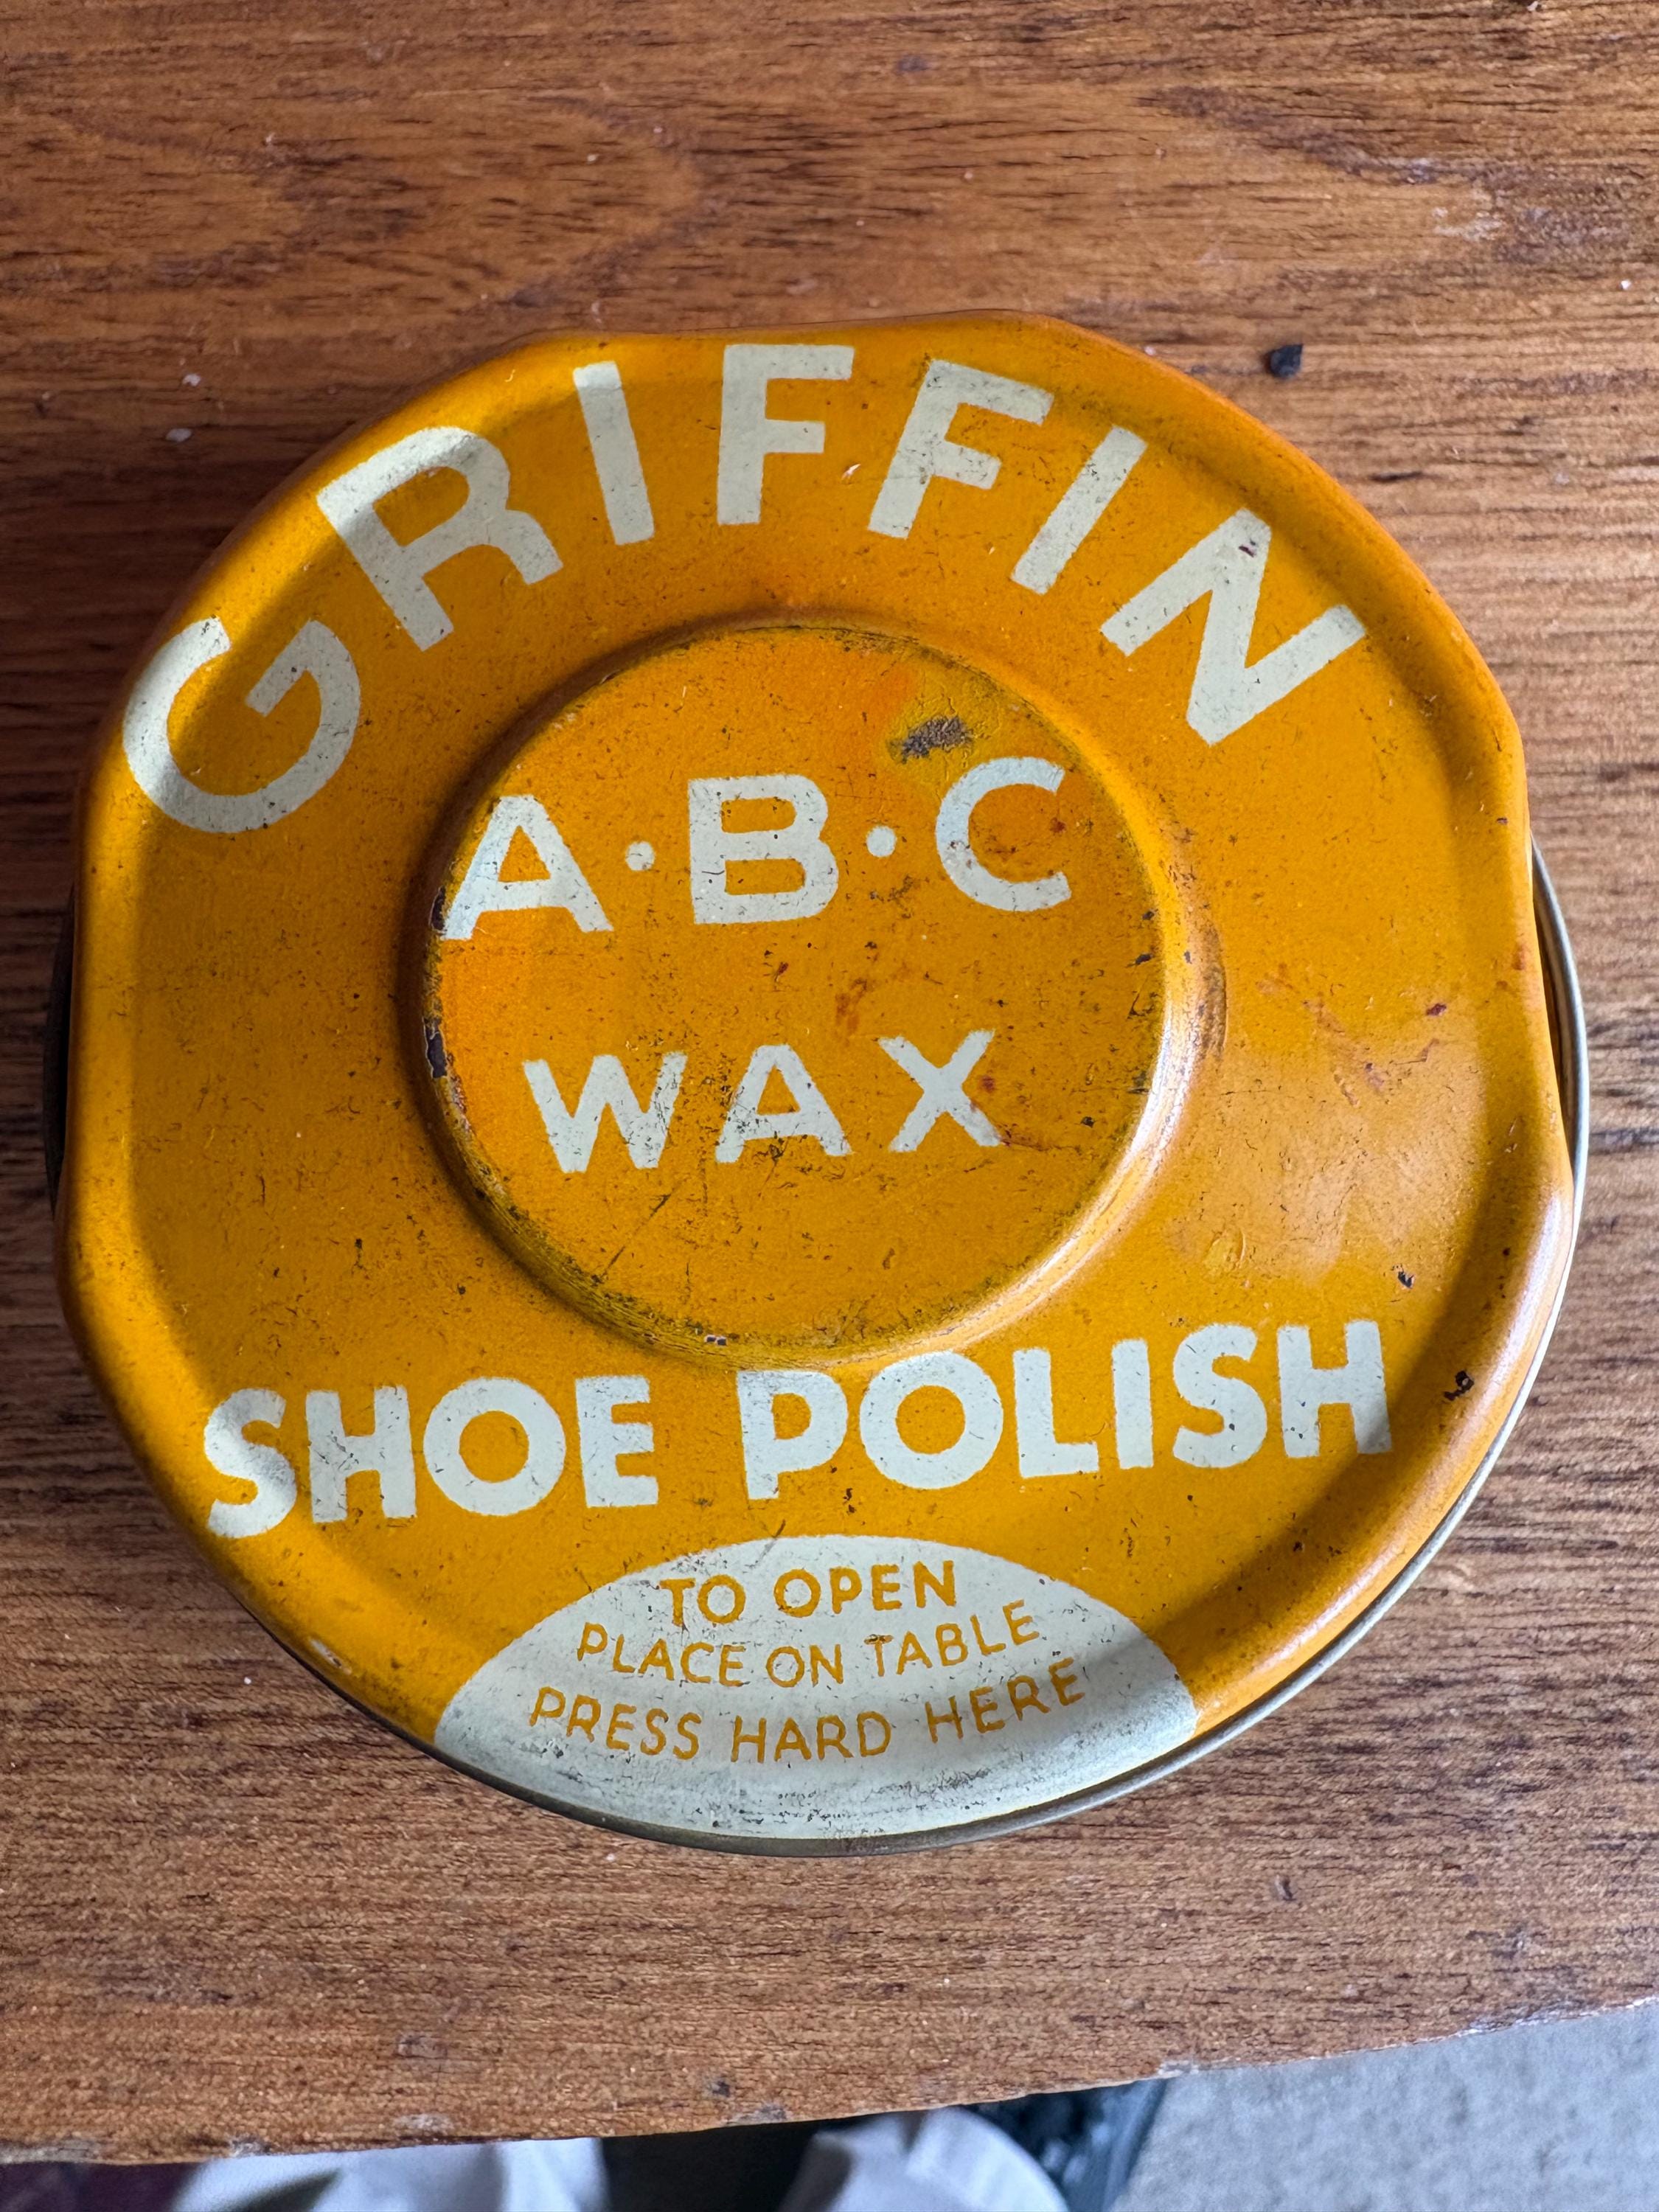 GRIFFIN
A·B·C
WAX
SHOE POLISH
TO OPEN
PLACE ON TABLE
PRESS HARD HERE